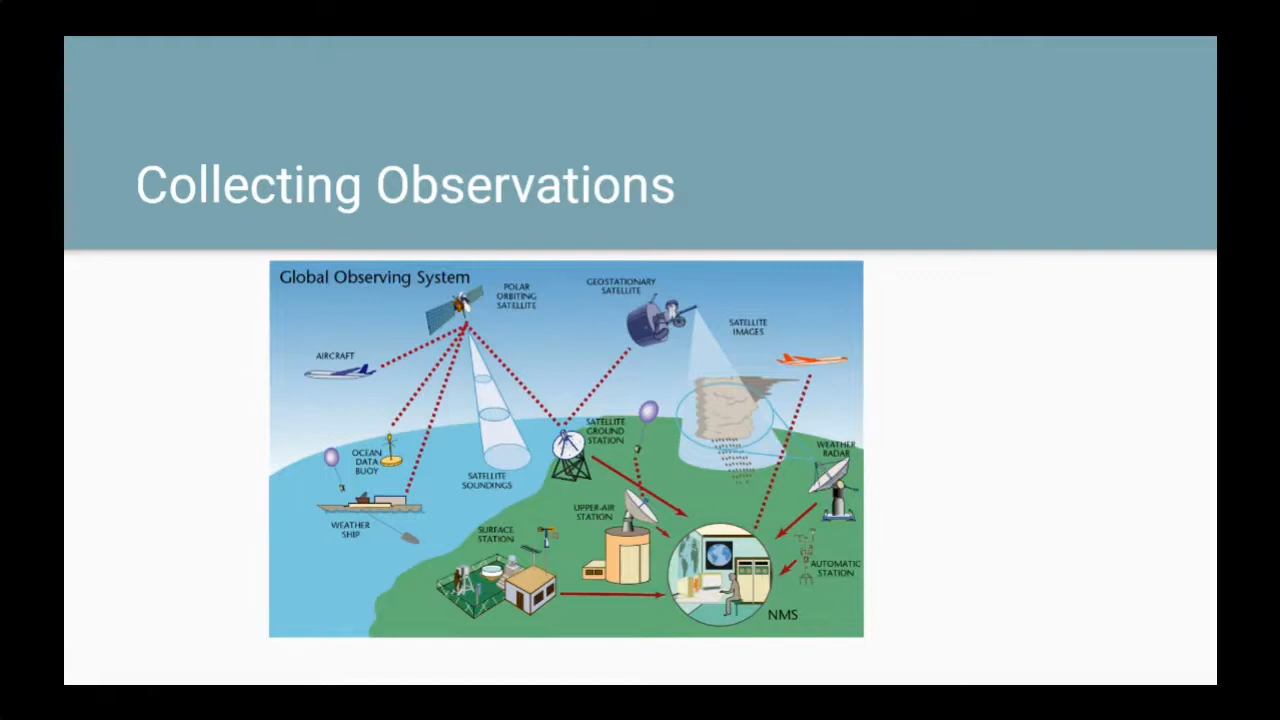 Collecting Observations
Global Observing System
POLAR
ORBITING
SATELLITE
GEOSTATIONARY
SATELLITE
SATELLITE
IMAGES
AIRCRAFT
SATELLITE
GROUND
STATION
WEATHER
RADAR
OCEAN
DATA
BUOY
SATELLITE
SOUNDINGS
WEATHER
SHIP
UPPER-AIR
STATION
SURFACE
STATION
AUTOMATIC
STATION
NMS